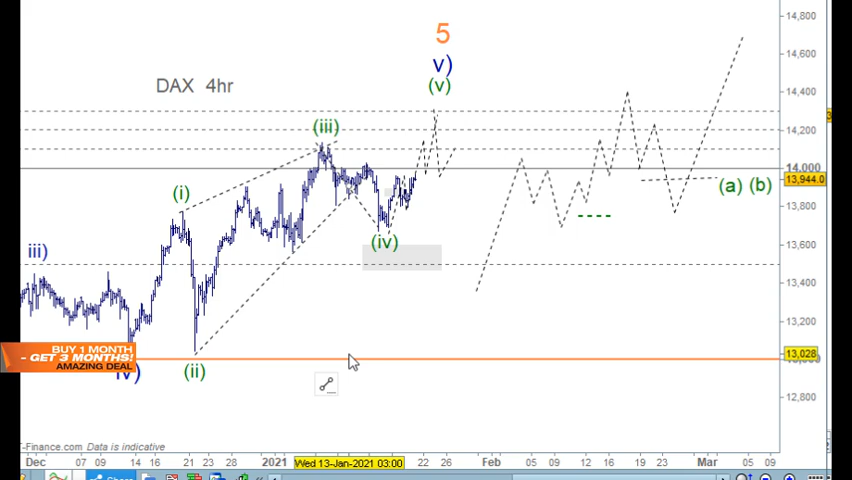 14,800
5
14,600
v)
DAX 4hr
(v)
14,400
14,200
(iii)
14,000
13,944.0
(i)
(a) (b)
13,800
(iv)
iii)
13,600
13,400
13,200
BUY 1 MONTH
- GET 3 MONTHS!
AMAZING DEAL
13,028
iv)
(ii)
12,800
-Finance.com Data is indicative
Dec 07 09 14 16 21 23 28 2021 Wed 13-Jan-2021 03:00 22 26 Feb 05 09 12 16 19 23 Mar 05 09
Share